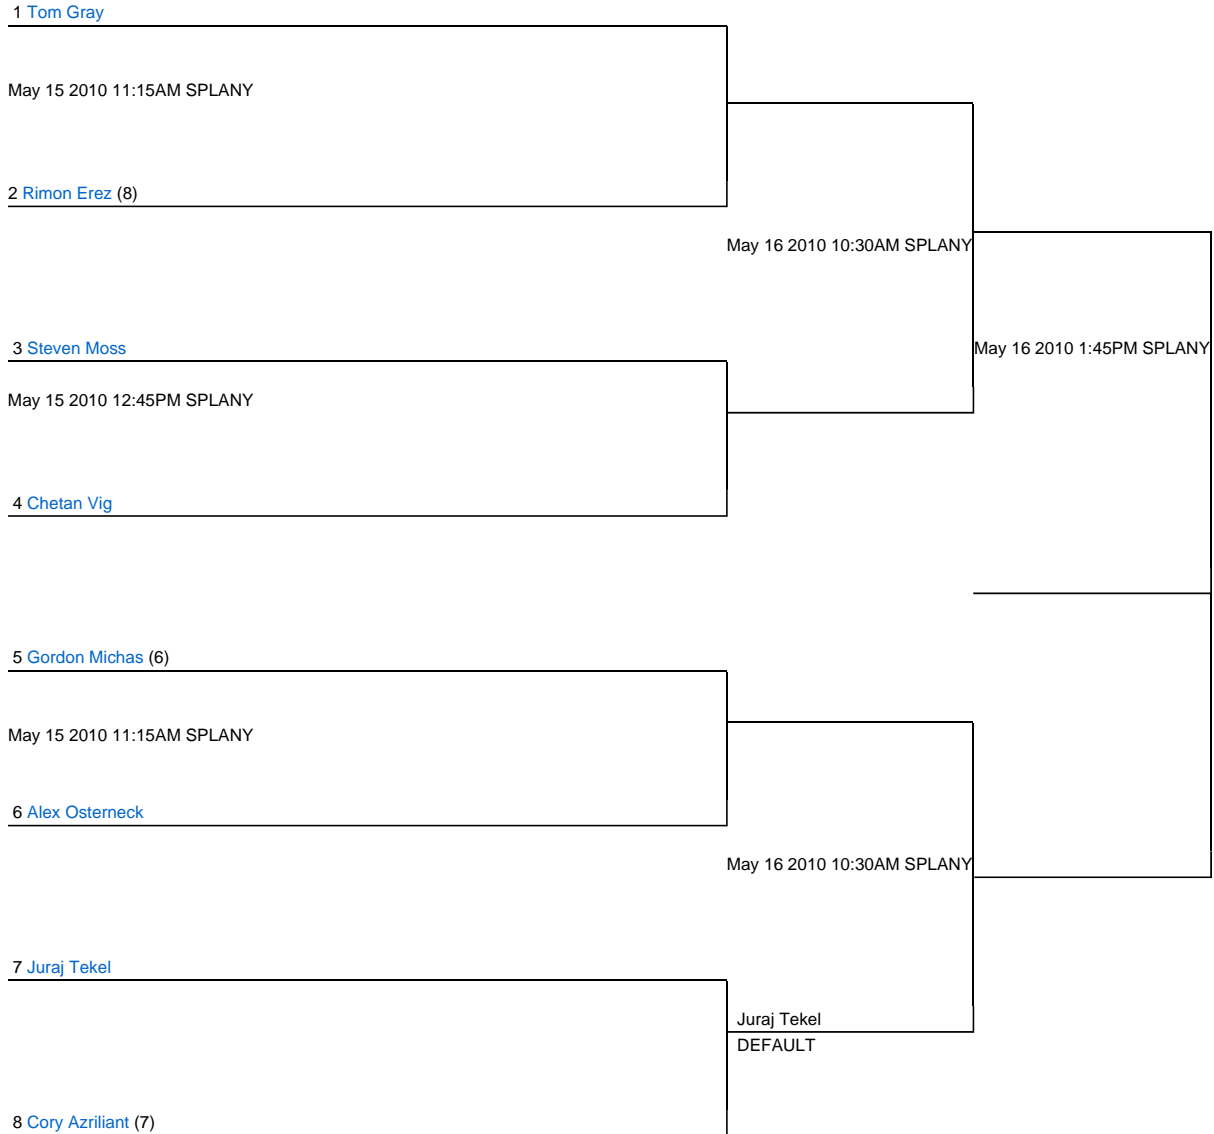 1 Tom Gray
May 15 2010 11:15AM SPLANY
2 Rimon Erez (8)
May 16 2010 10:30AM SPLANY
3 Steven Moss
May 16 2010 1:45PM SPLANY
May 15 2010 12:45PM SPLANY
4 Chetan Vig
5 Gordon Michas (6)
May 15 2010 11:15AM SPLANY
6 Alex Osterneck
May 16 2010 10:30AM SPLANY
7 Juraj Tekel
Juraj Tekel
DEFAULT
8 Cory Azriliant (7)